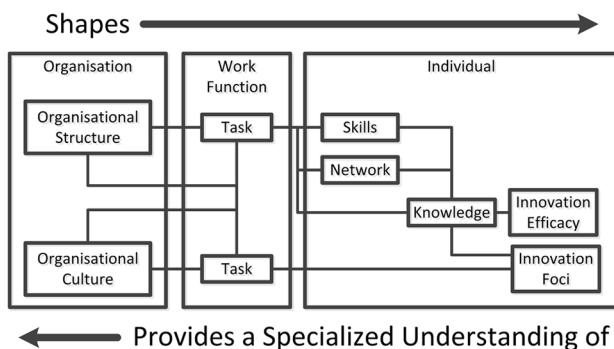 Shapes
Organisation
Work
Function
Individual
Organisational
Structure
Task
Skills
Network
Knowledge
Innovation
Efficacy
Organisational
Culture
Task
Innovation
Foci
Provides a Specialized Understanding of